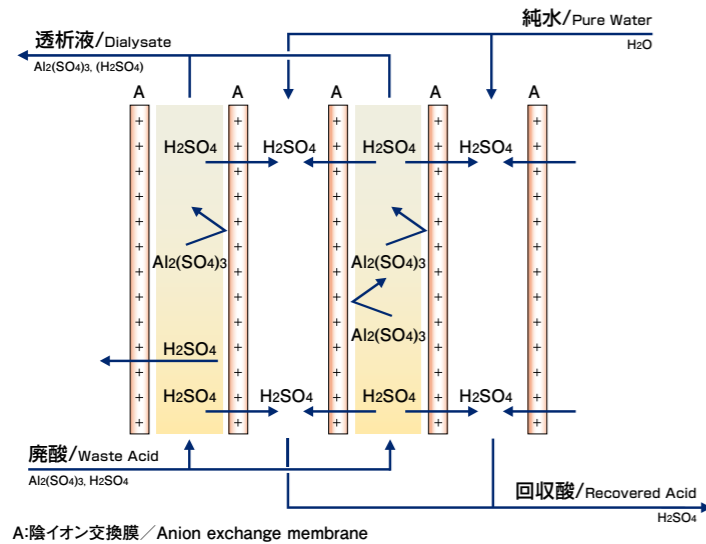 透析液/Dialysate
Al2(SO4)3, (H2SO4)
純水/Pure Water
H2O
A A A A A
H2SO4 H2SO4 H2SO4 H2SO4
Al2(SO4)3 Al2(SO4)3
Al2(SO4)3
H2SO4
H2SO4 H2SO4 H2SO4 H2SO4
廃酸/Waste Acid
Al2(SO4)3, H2SO4
回収酸/Recovered Acid
H2SO4
A:陰イオン交換膜/Anion exchange membrane